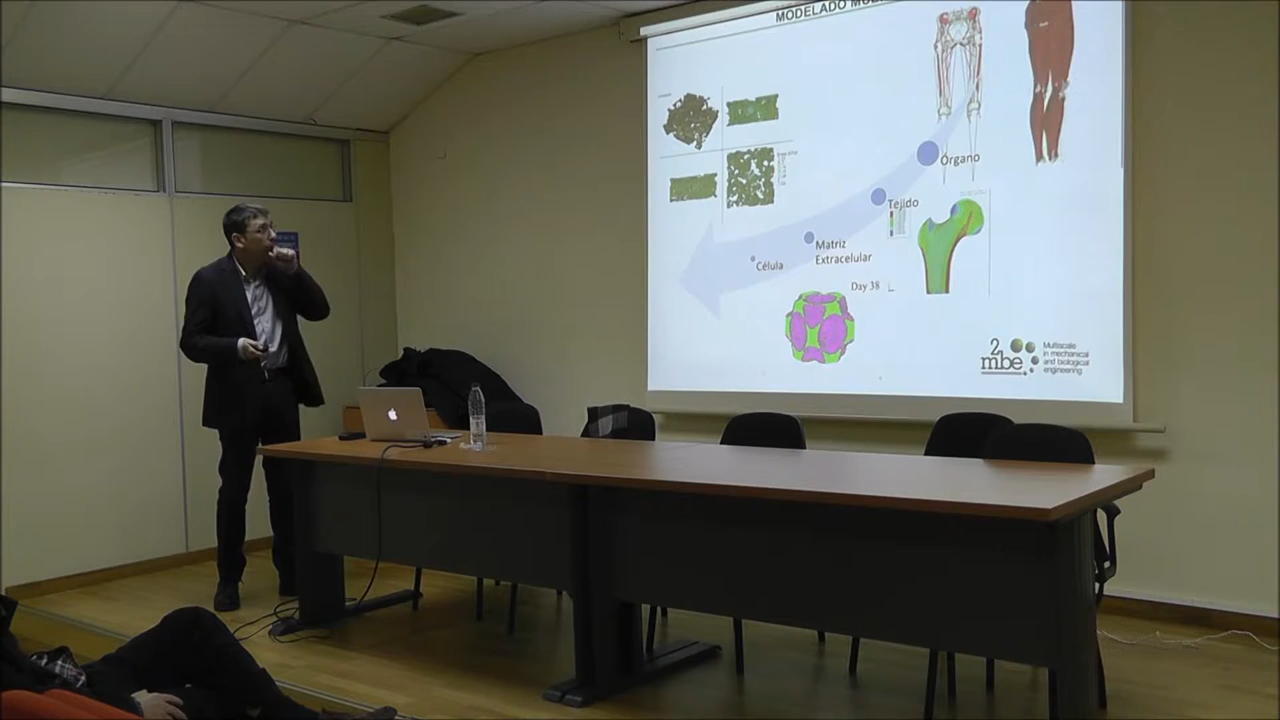 MODELADO
Órgano
Tejido
Matriz
Extracelular
Célula
Day 38
2
mbe
Multiscale
in mechanical
and biological
engineering